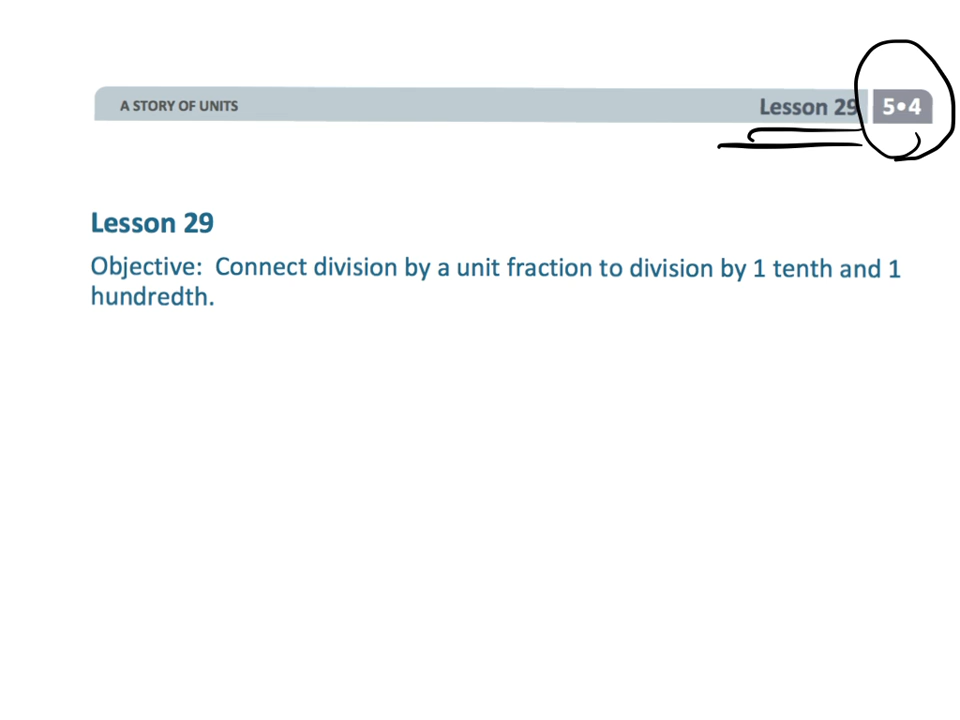 A STORY OF UNITS
Lesson 29
5•4
Lesson 29
Objective: Connect division by a unit fraction to division by 1 tenth and 1
hundredth.